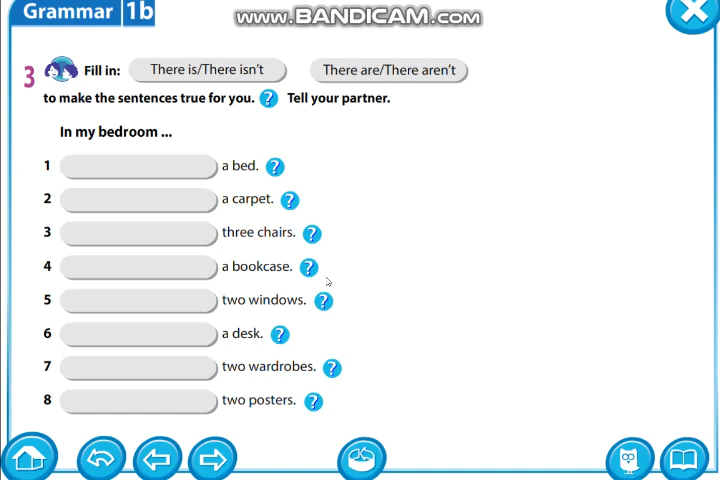 Grammar 1b
www.BANDICAM.com
3 Fill in: There is/There isn't There are/There aren't
to make the sentences true for you. ? Tell your partner.
In my bedroom ...
1 a bed. ?
2 a carpet. ?
3 three chairs. ?
4 a bookcase. ?
5 two windows. ?
6 a desk. ?
7 two wardrobes. ?
8 two posters. ?